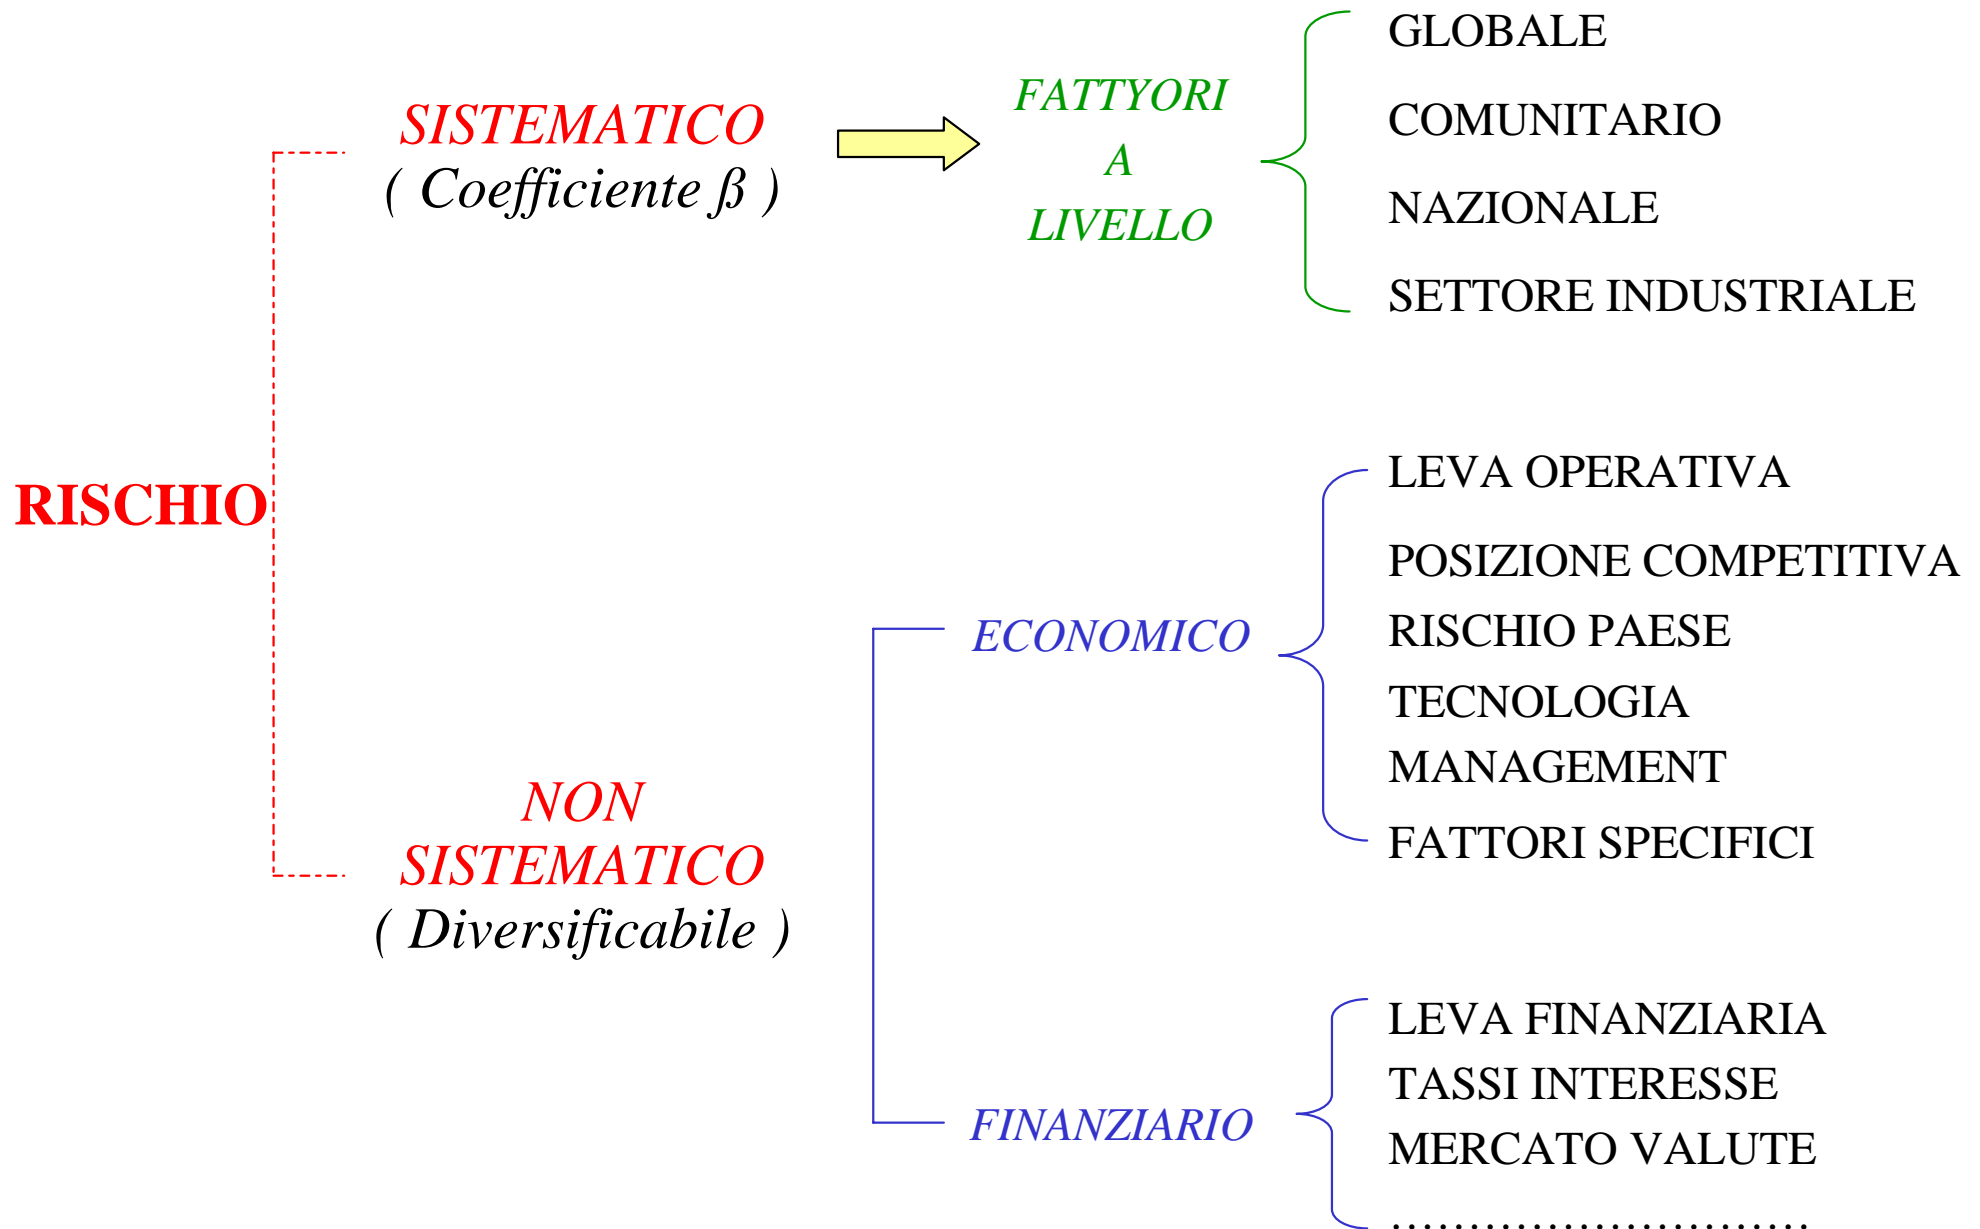 RISCHIO
SISTEMATICO
( Coefficiente ß )
FATTYORI
A
LIVELLO
GLOBALE
COMUNITARIO
NAZIONALE
SETTORE INDUSTRIALE
NON
SISTEMATICO
( Diversificabile )
ECONOMICO
LEVA OPERATIVA
POSIZIONE COMPETITIVA
RISCHIO PAESE
TECNOLOGIA
MANAGEMENT
FATTORI SPECIFICI
FINANZIARIO
LEVA FINANZIARIA
TASSI INTERESSE
MERCATO VALUTE
………………………